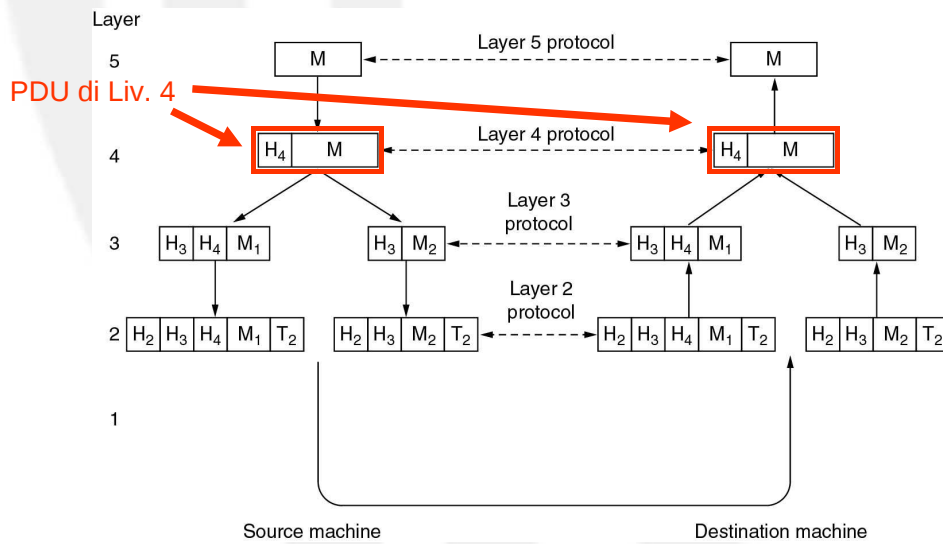 Layer
5
M
Layer 5 protocol
M
PDU di Liv. 4
4
H₄ M
Layer 4 protocol
H₄ M
3
H₃ H₄ M₁
H₃ M₂
Layer 3
protocol
H₃ H₄ M₁
H₃ M₂
2
H₂ H₃ H₄ M₁ T₂
H₂ H₃ M₂ T₂
Layer 2
protocol
H₂ H₃ H₄ M₁ T₂
H₂ H₃ M₂ T₂
1
Source machine
Destination machine